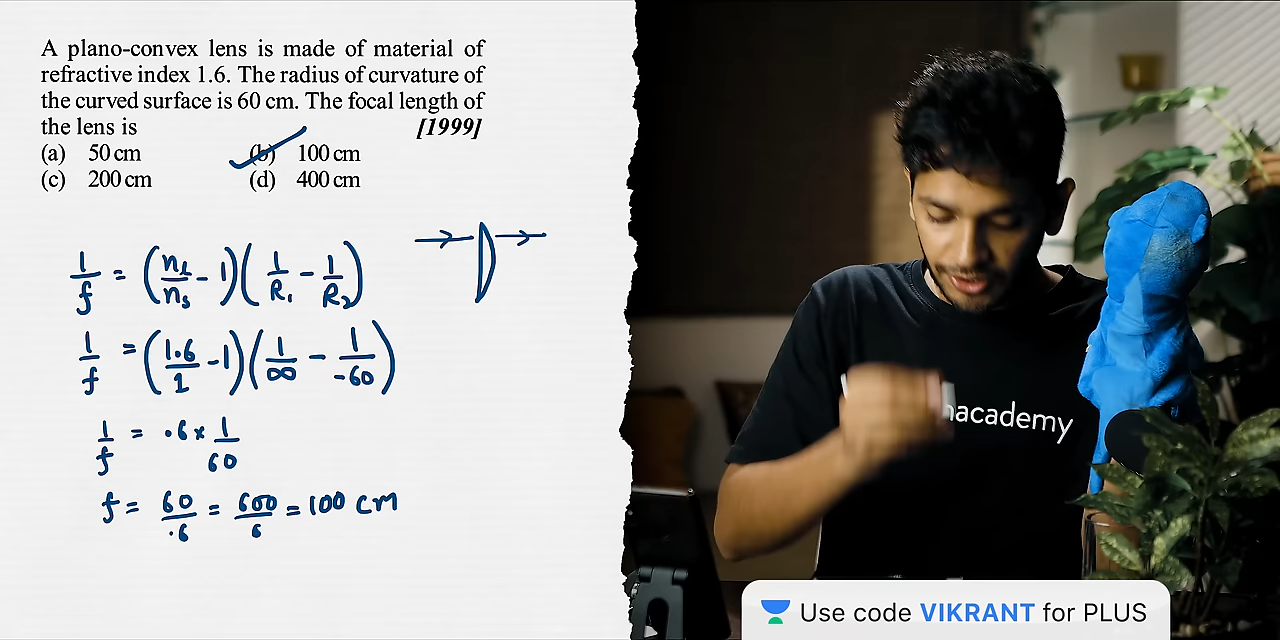 A plano-convex lens is made of material of
refractive index 1.6. The radius of curvature of
the curved surface is 60 cm. The focal length of
the lens is [1999]
(a) 50 cm (b) 100 cm
(c) 200 cm (d) 400 cm
1/f = (nL/ns - 1)(1/R1 - 1/R2)
1/f = (1.6/1 - 1)(1/∞ - 1/-60)
1/f = .6 × 1/60
f = 60/.6 = 600/6 = 100 cm
nacademy
Use code VIKRANT for PLUS